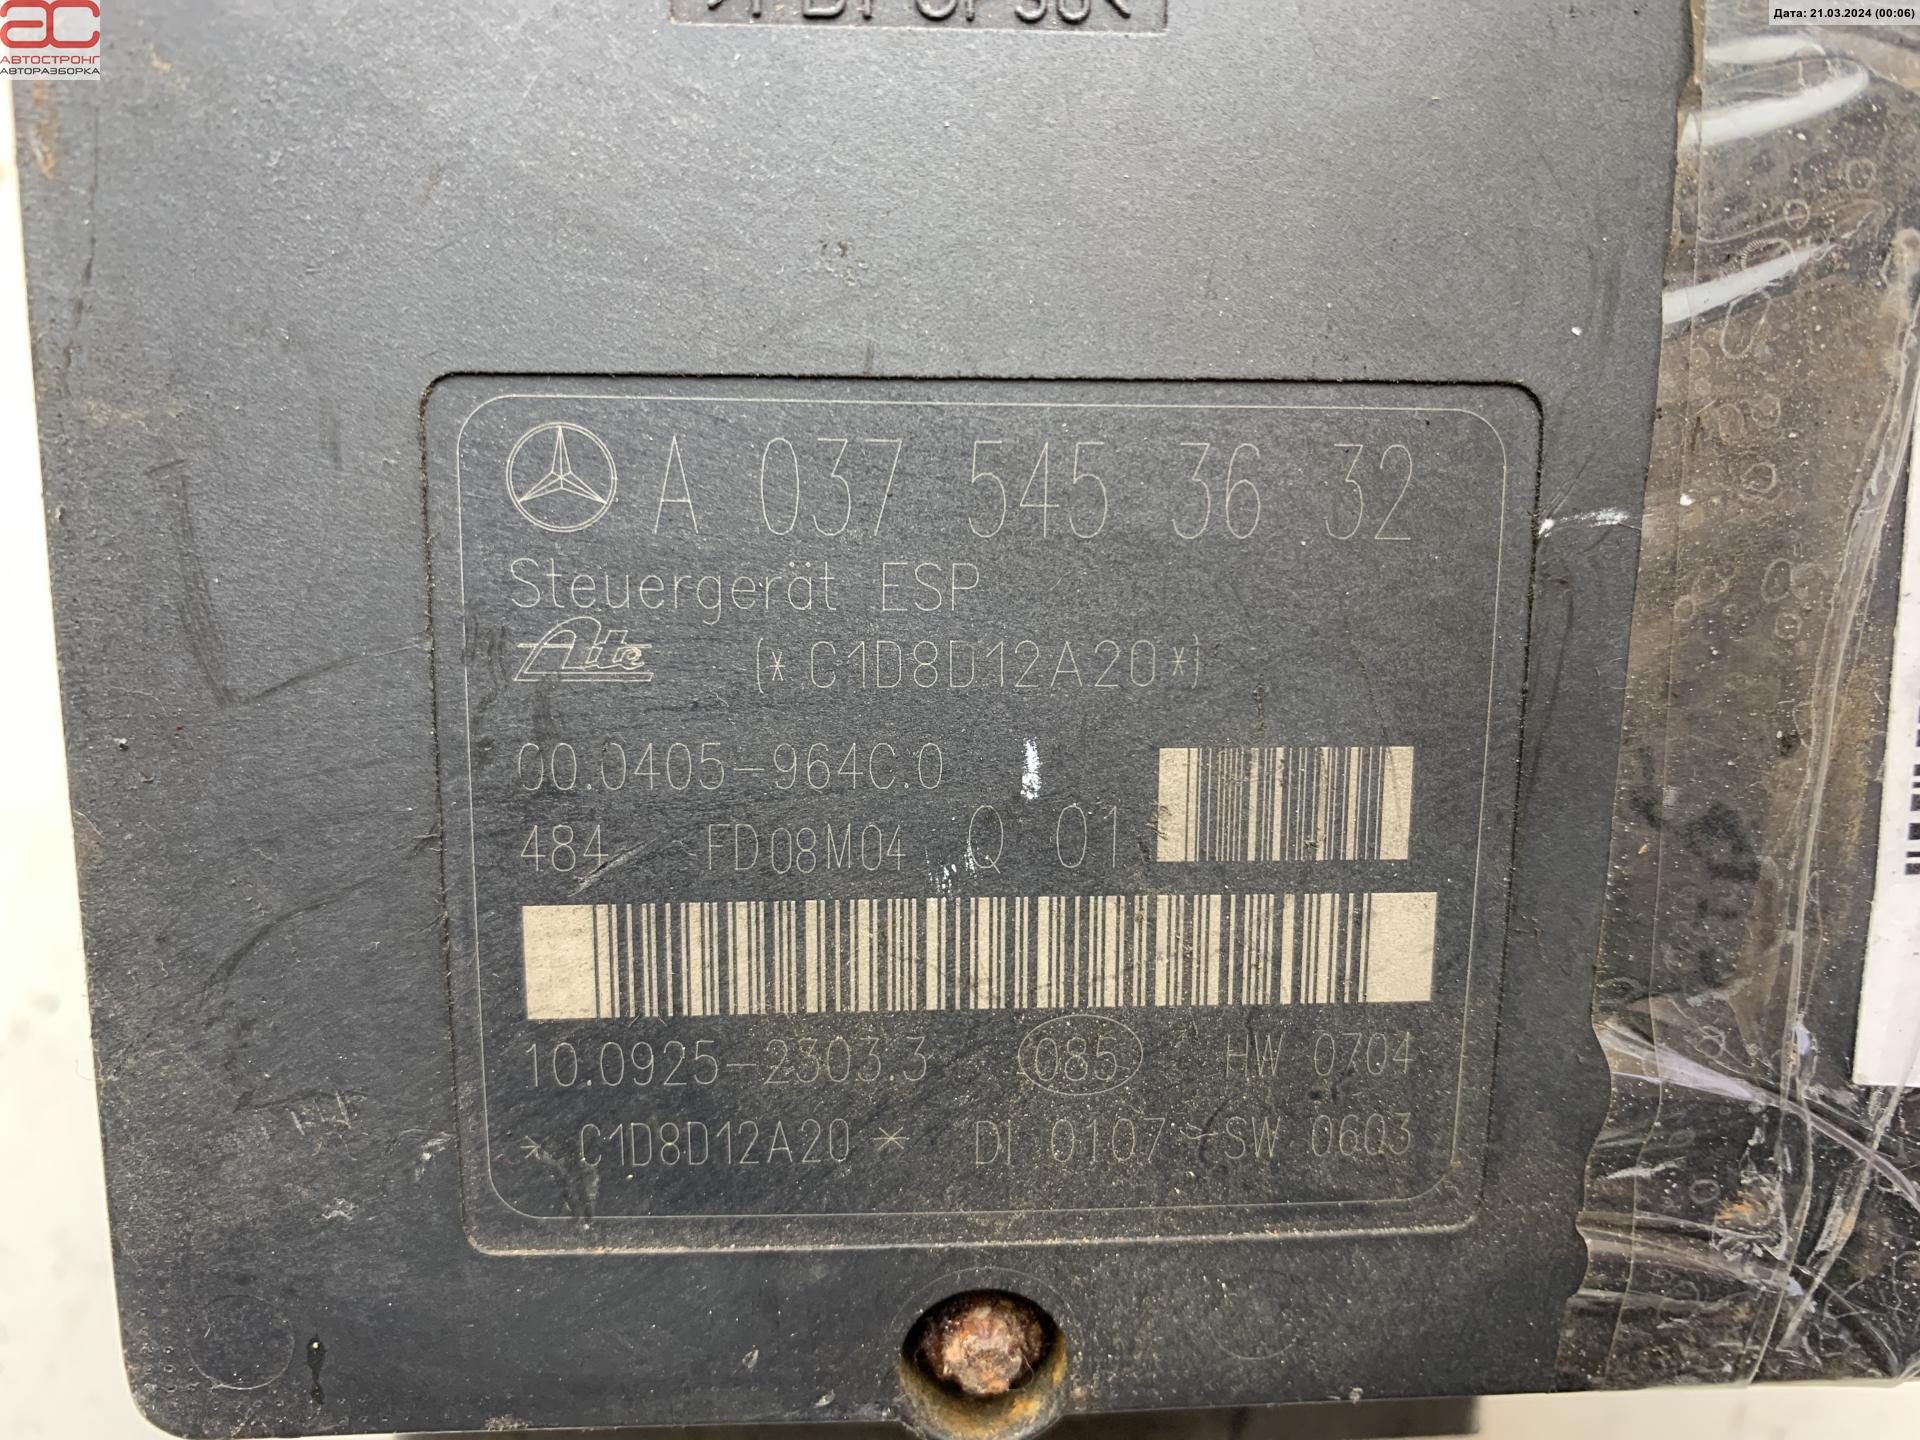 Дата: 21.03.2024 (00:06)
ас
АВТОСТРОНГ
АВТОРАЗБОРКА
A 037 545 36 32
Steuergerät ESP
Ate (* C1D8D12A20*)
00.0405-964C.0
484 FD08M04 Q 01
10.0925-2303.3 085 HW 0704
* C1D8D12A20 * DI 0107 SW 0603